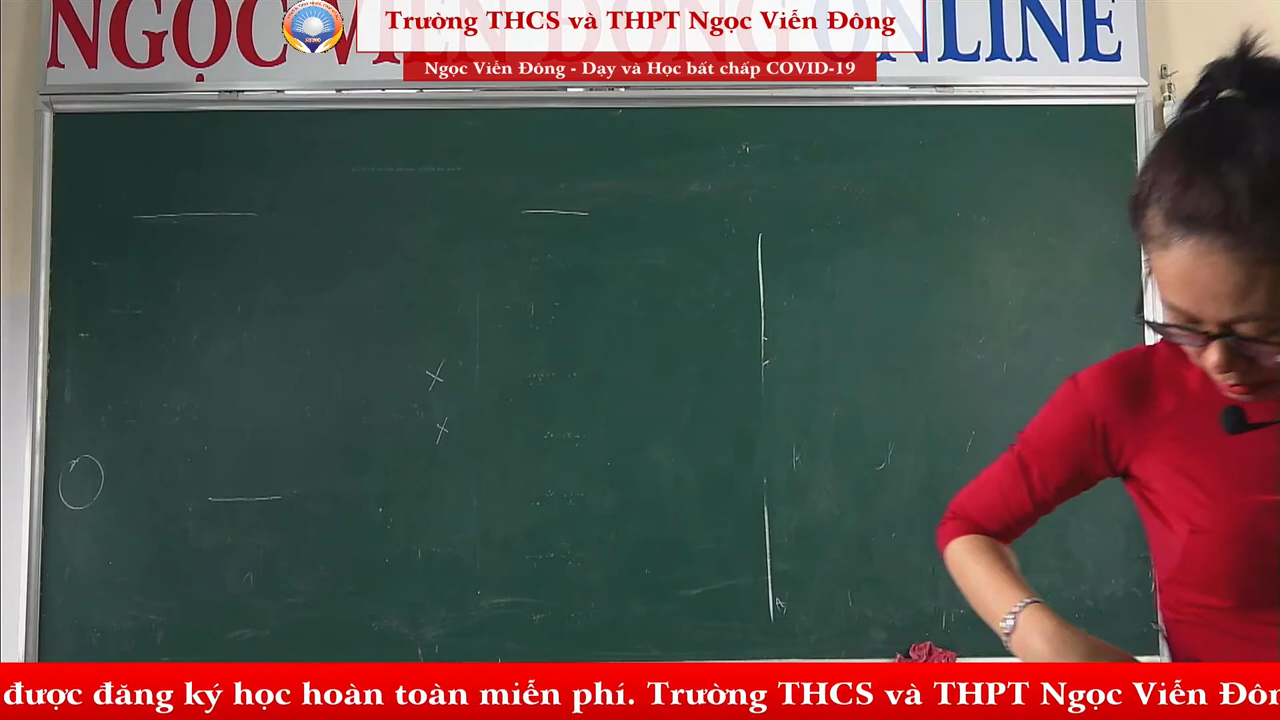 NGỌC VIỄN ĐÔNG ONLINE
Trường THCS và THPT Ngọc Viễn Đông
Ngọc Viễn Đông - Dạy và Học bất chấp COVID-19
được đăng ký học hoàn toàn miễn phí. Trường THCS và THPT Ngọc Viễn Đôn